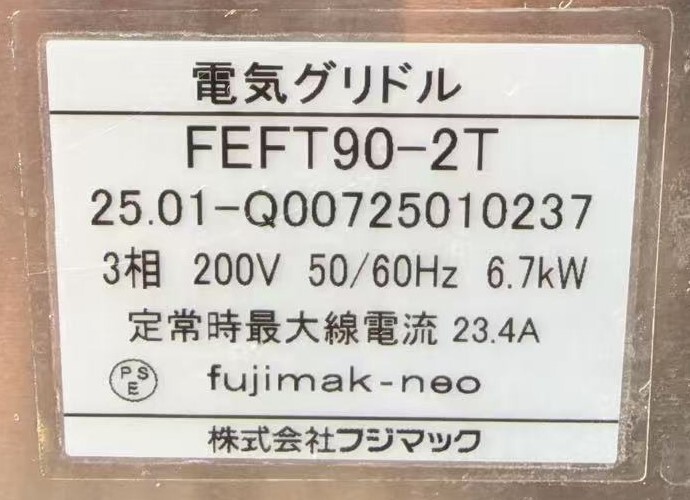 電気グリドル
FEFT90-2T
25.01-Q00725010237
3相 200V 50/60Hz 6.7kW
定常時最大線電流 23.4A
PSE fujimak-neo
株式会社フジマック